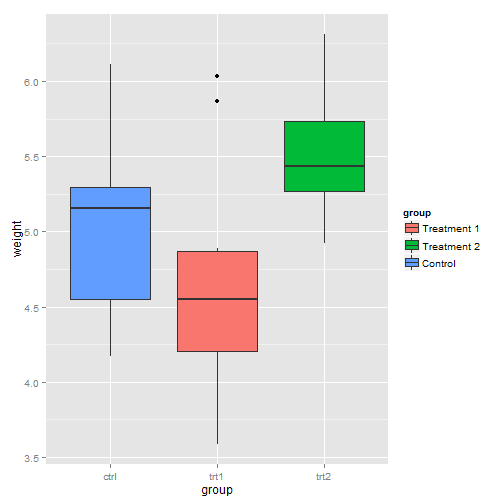 weight
6.0
5.5
5.0
4.5
4.0
3.5
ctrl
trt1
trt2
group
group
Treatment 1
Treatment 2
Control